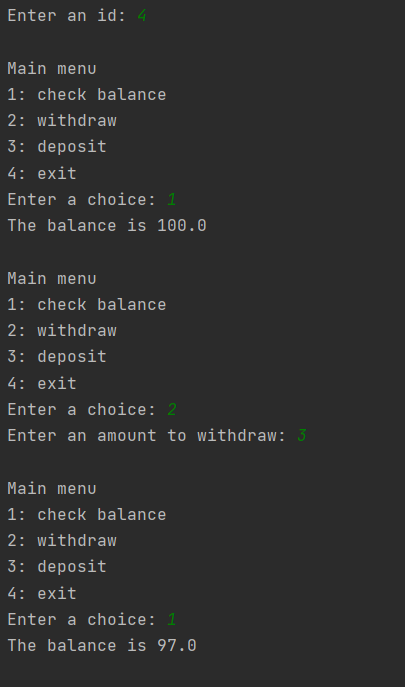 Enter an id: 4
Main menu
1: check balance
2: withdraw
3: deposit
4: exit
Enter a choice: 1
The balance is 100.0
Main menu
1: check balance
2: withdraw
3: deposit
4: exit
Enter a choice: 2
Enter an amount to withdraw: 3
Main menu
1: check balance
2: withdraw
3: deposit
4: exit
Enter a choice: 1
The balance is 97.0